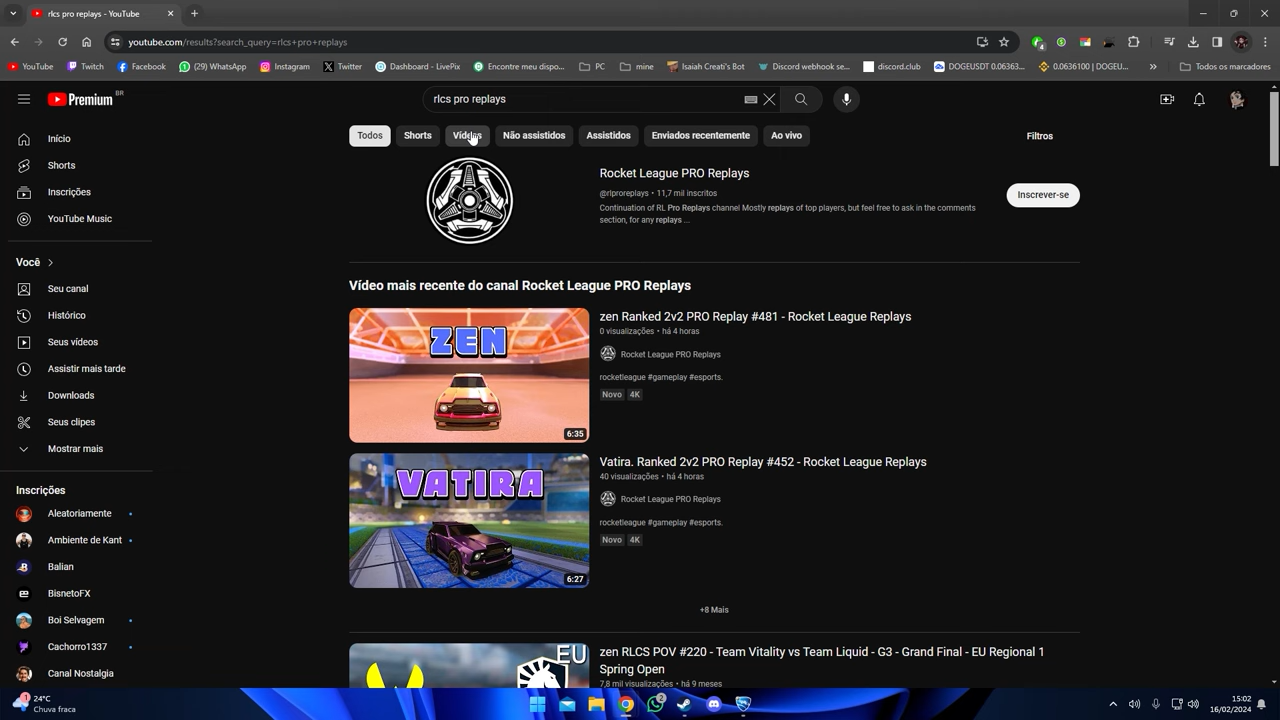 rlcs pro replays - YouTube
youtube.com/results?search_query=rlcs+pro+replays
4
YouTube
Twitch
Facebook
(29) WhatsApp
Instagram
Twitter
Dashboard - LivePix
Encontre meu dispo...
PC
mine
Isaiah Creati's Bot
Discord webhook se...
discord.club
DOGEUSDT 0.06363...
0.0636100 | DOGEU...
Todos os marcadores
Premium
BR
rlcs pro replays
Todos
Shorts
Vídeos
Não assistidos
Assistidos
Enviados recentemente
Ao vivo
Filtros
Início
Shorts
Inscrições
YouTube Music
Você
Seu canal
Histórico
Seus vídeos
Assistir mais tarde
Downloads
Seus clipes
Mostrar mais
Inscrições
Aleatoriamente
Ambiente de Kant
Balian
BisnetoFX
Boi Selvagem
Cachorro1337
Canal Nostalgia
Rocket League PRO Replays
@rlproreplays • 11,7 mil inscritos
Continuation of RL Pro Replays channel Mostly replays of top players, but feel free to ask in the comments
section, for any replays ...
Inscrever-se
Vídeo mais recente do canal Rocket League PRO Replays
ZEN
6:35
zen Ranked 2v2 PRO Replay #481 - Rocket League Replays
0 visualizações • há 4 horas
Rocket League PRO Replays
rocketleague #gameplay #esports.
Novo
4K
VATIRA
6:27
Vatira. Ranked 2v2 PRO Replay #452 - Rocket League Replays
40 visualizações • há 4 horas
Rocket League PRO Replays
rocketleague #gameplay #esports.
Novo
4K
+8 Mais
EU
zen RLCS POV #220 - Team Vitality vs Team Liquid - G3 - Grand Final - EU Regional 1
Spring Open
7,8 mil visualizações • há 9 meses
1
24°C
Chuva fraca
2
15:02
16/02/2024